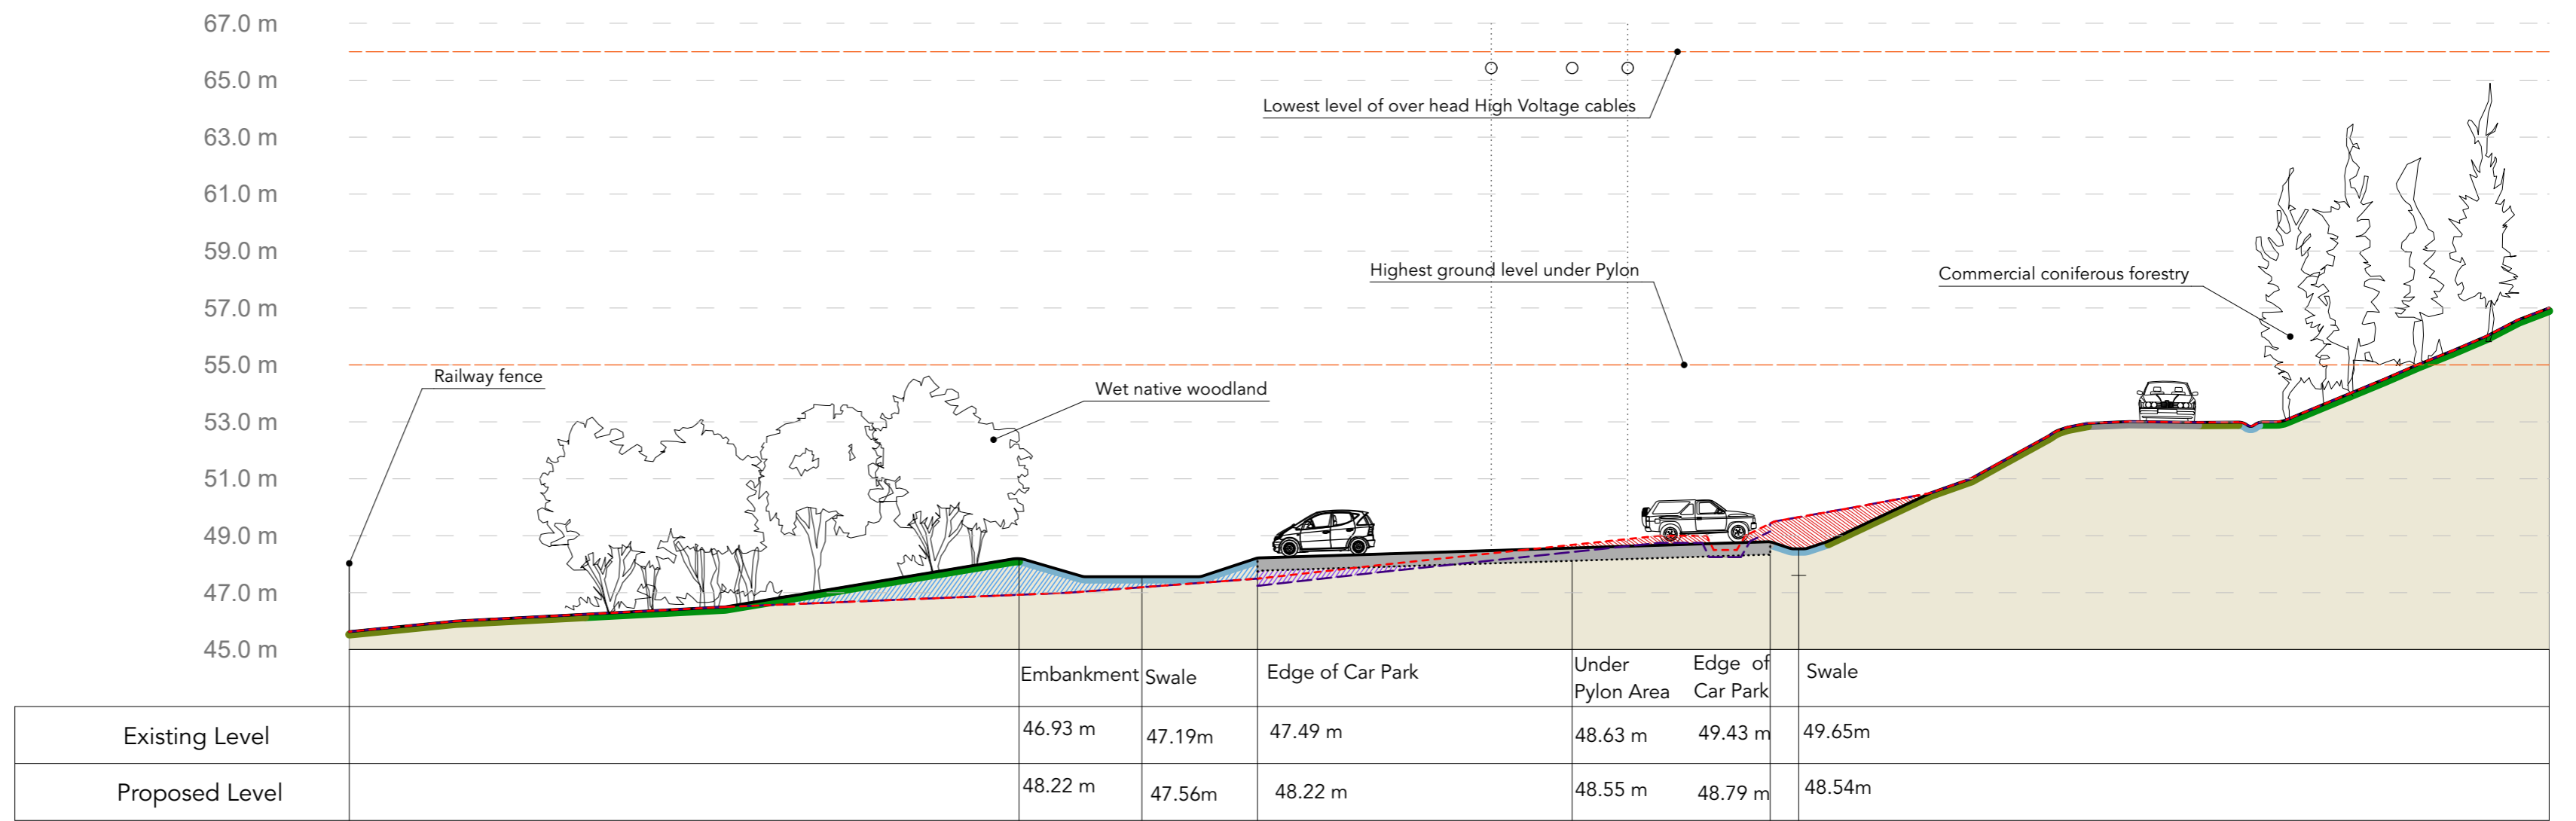 67.0 m
65.0 m
Lowest level of over head High Voltage cables
63.0 m
61.0 m
59.0 m
Highest ground level under Pylon
Commercial coniferous forestry
57.0 m
55.0 m
Railway fence
Wet native woodland
53.0 m
51.0 m
49.0 m
47.0 m
45.0 m
Embankment
Swale
Edge of Car Park
Under
Pylon Area
Edge of
Car Park
Swale
Existing Level
46.93 m
47.19m
47.49 m
48.63 m
49.43 m
49.65m
Proposed Level
48.22 m
47.56m
48.22 m
48.55 m
48.79 m
48.54m